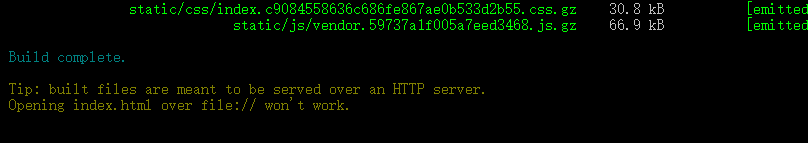 static/css/index.c9084558636c686fe867ae0b533d2b55.css.gz 30.8 kB [emitted
static/js/vendor.59737a1f005a7eed3468.js.gz 66.9 kB [emitted
Build complete.
Tip: built files are meant to be served over an HTTP server.
Opening index.html over file:// won't work.